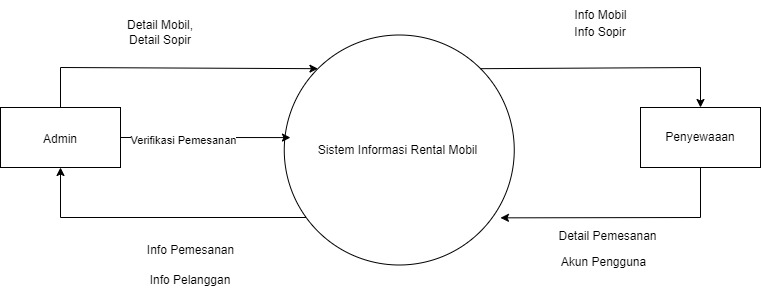 Detail Mobil,
Detail Sopir
Info Mobil
Info Sopir
Admin
Verifikasi Pemesanan
Sistem Informasi Rental Mobil
Penyewaaan
Info Pemesanan
Info Pelanggan
Detail Pemesanan
Akun Pengguna